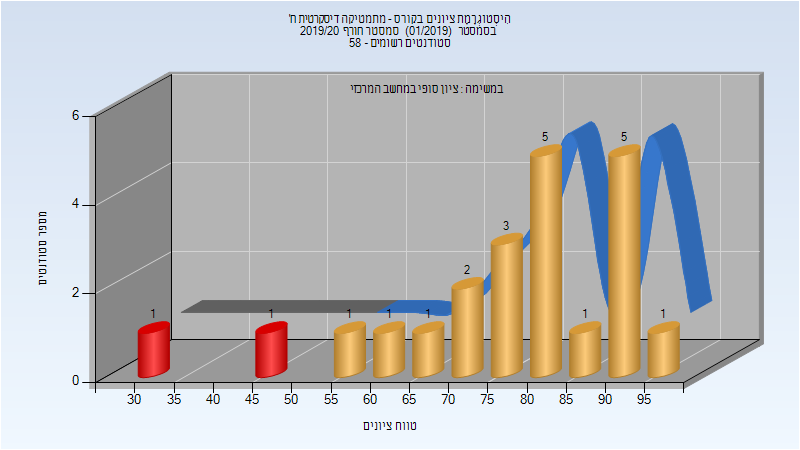 היסטוגרמת ציונים בקורס - מתמטיקה דיסקרטית ח'
בסמסטר (01/2019) סמסטר חורף 2019/20
סטודנטים רשומים - 58
במשימה : ציון סופי במחשב המרכזי
מספר סטודנטים
6
4
2
0
1
1
1
1
1
2
3
5
1
5
1
30 35 40 45 50 55 60 65 70 75 80 85 90 95
טווח ציונים